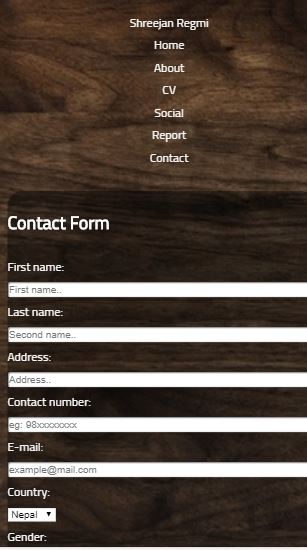 Shreejan Regmi
Home
About
CV
Social
Report
Contact
Contact Form
First name:
First name..
Last name:
Second name..
Address:
Address..
Contact number:
eg: 98xxxxxxxx
E-mail:
example@mail.com
Country:
Nepal
Gender: